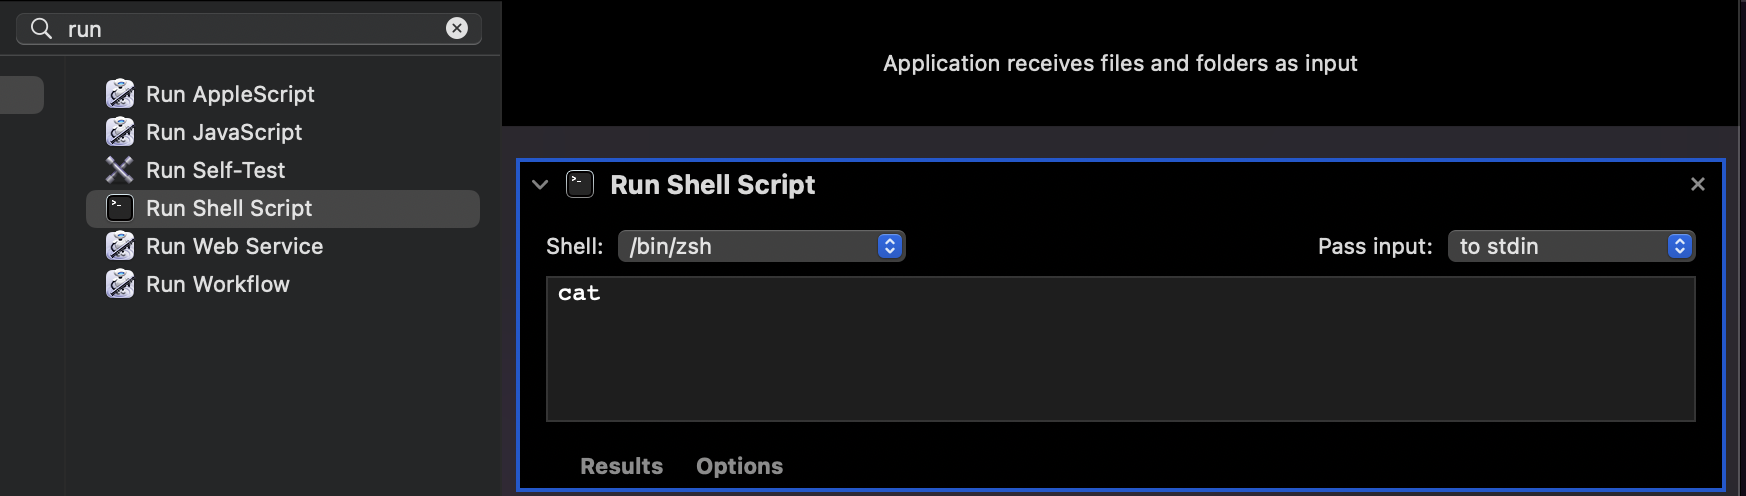 run
Run AppleScript
Run JavaScript
Run Self-Test
Run Shell Script
Run Web Service
Run Workflow
Application receives files and folders as input
Run Shell Script
Shell: /bin/zsh Pass input: to stdin
cat
Results Options